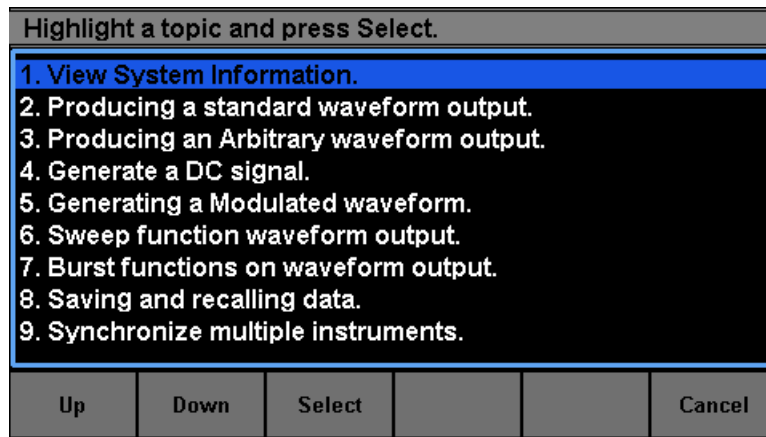 Highlight a topic and press Select.
1. View System Information.
2. Producing a standard waveform output.
3. Producing an Arbitrary waveform output.
4. Generate a DC signal.
5. Generating a Modulated waveform.
6. Sweep function waveform output.
7. Burst functions on waveform output.
8. Saving and recalling data.
9. Synchronize multiple instruments.
Up Down Select Cancel